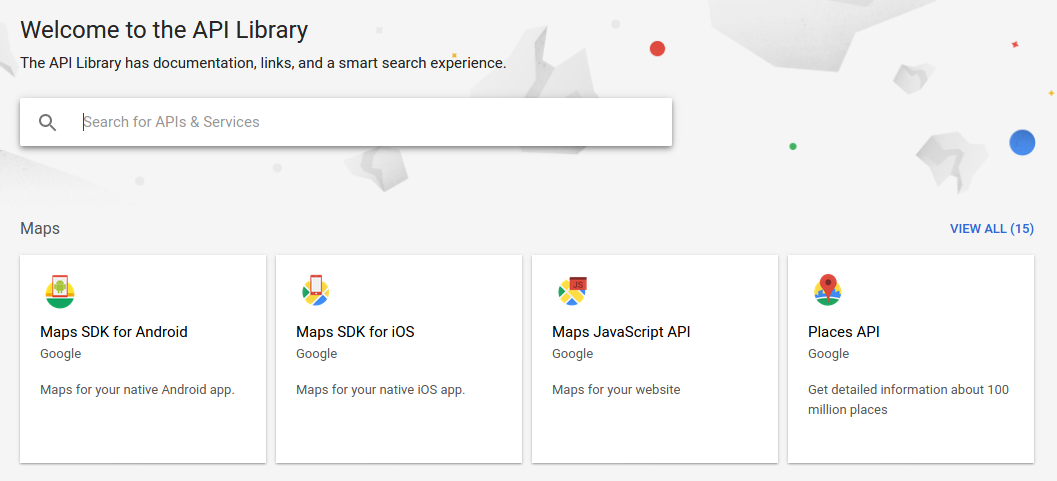 Welcome to the API Library
The API Library has documentation, links, and a smart search experience.
Search for APIs & Services
Maps
VIEW ALL (15)
Maps SDK for Android
Google
Maps for your native Android app.
Maps SDK for iOS
Google
Maps for your native iOS app.
JS
Maps JavaScript API
Google
Maps for your website
Places API
Google
Get detailed information about 100
million places